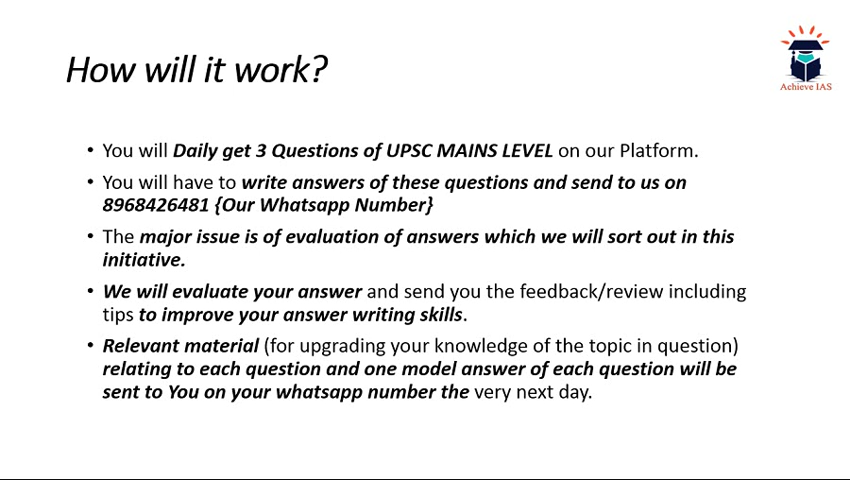 How will it work?
Achieve IAS
• You will Daily get 3 Questions of UPSC MAINS LEVEL on our Platform.
• You will have to write answers of these questions and send to us on
8968426481 {Our Whatsapp Number}
• The major issue is of evaluation of answers which we will sort out in this
initiative.
• We will evaluate your answer and send you the feedback/review including
tips to improve your answer writing skills.
• Relevant material (for upgrading your knowledge of the topic in question)
relating to each question and one model answer of each question will be
sent to You on your whatsapp number the very next day.